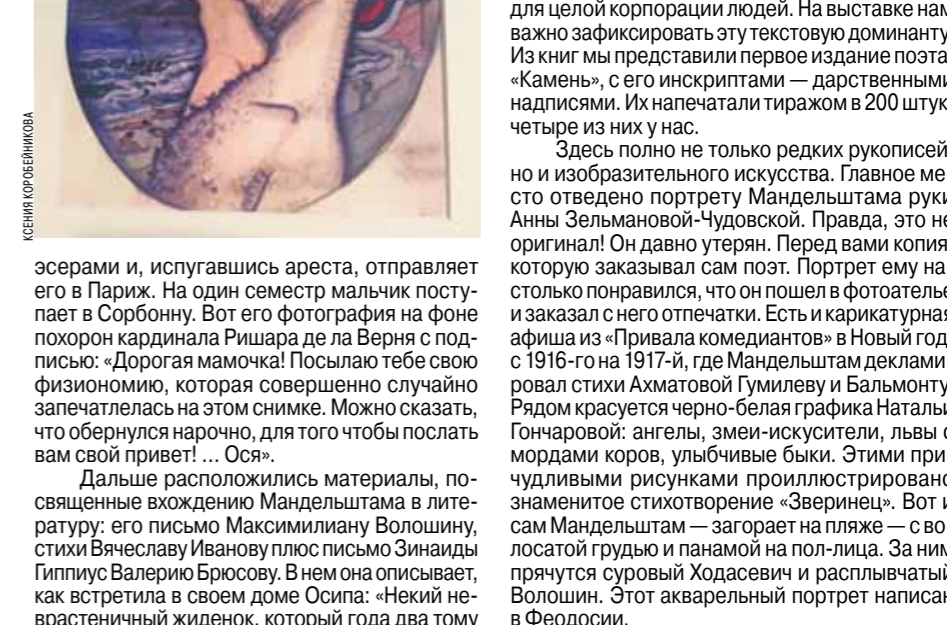 КСЕНИЯ КОРОБЕЙНИКОВА
эсерами и, испугавшись ареста, отправляет
его в Париж. На один семестр мальчик посту-
пает в Сорбонну. Вот его фотография на фоне
похорон кардинала Ришара де ла Верня с под-
писью: «Дорогая мамочка! Посылаю тебе свою
физиономию, которая совершенно случайно
запечатлелась на этом снимке. Можно сказать,
что обернулся нарочно, для того чтобы послать
вам свой привет! ... Ося».
Дальше расположились материалы, по-
священные вхождению Мандельштама в лите-
ратуру: его письмо Максимилиану Волошину,
стихи Вячеславу Иванову плюс письмо Зинаиды
Гиппиус Валерию Брюсову. В нем она описывает,
как встретила в своем доме Осипа: «Некий не-
врастеничный жиденок, который года два тому
для целой корпорации людей. На выставке нам
важно зафиксировать эту текстовую доминанту.
Из книг мы представили первое издание поэта
«Камень», с его инскриптами — дарственными
надписями. Их напечатали тиражом в 200 штук,
четыре из них у нас.
Здесь полно не только редких рукописей,
но и изобразительного искусства. Главное ме-
сто отведено портрету Мандельштама руки
Анны Зельмановой-Чудовской. Правда, это не
оригинал! Он давно утерян. Перед вами копия,
которую заказывал сам поэт. Портрет ему на-
столько понравился, что он пошел в фотоателье
и заказал с него отпечатки. Есть и карикатурная
афиша из «Привала комедиантов» в Новый год
с 1916-го на 1917-й, где Мандельштам деклами-
ровал стихи Ахматовой Гумилеву и Бальмонту.
Рядом красуется черно-белая графика Натальи
Гончаровой: ангелы, змеи-искусители, львы с
мордами коров, улыбчивые быки. Этими при-
чудливыми рисунками проиллюстрировано
знаменитое стихотворение «Зверинец». Вот и
сам Мандельштам — загорает на пляже — с во-
лосатой грудью и панамой на пол-лица. За ним
прячутся суровый Ходасевич и расплывчатый
Волошин. Этот акварельный портрет написан
в Феодосии.